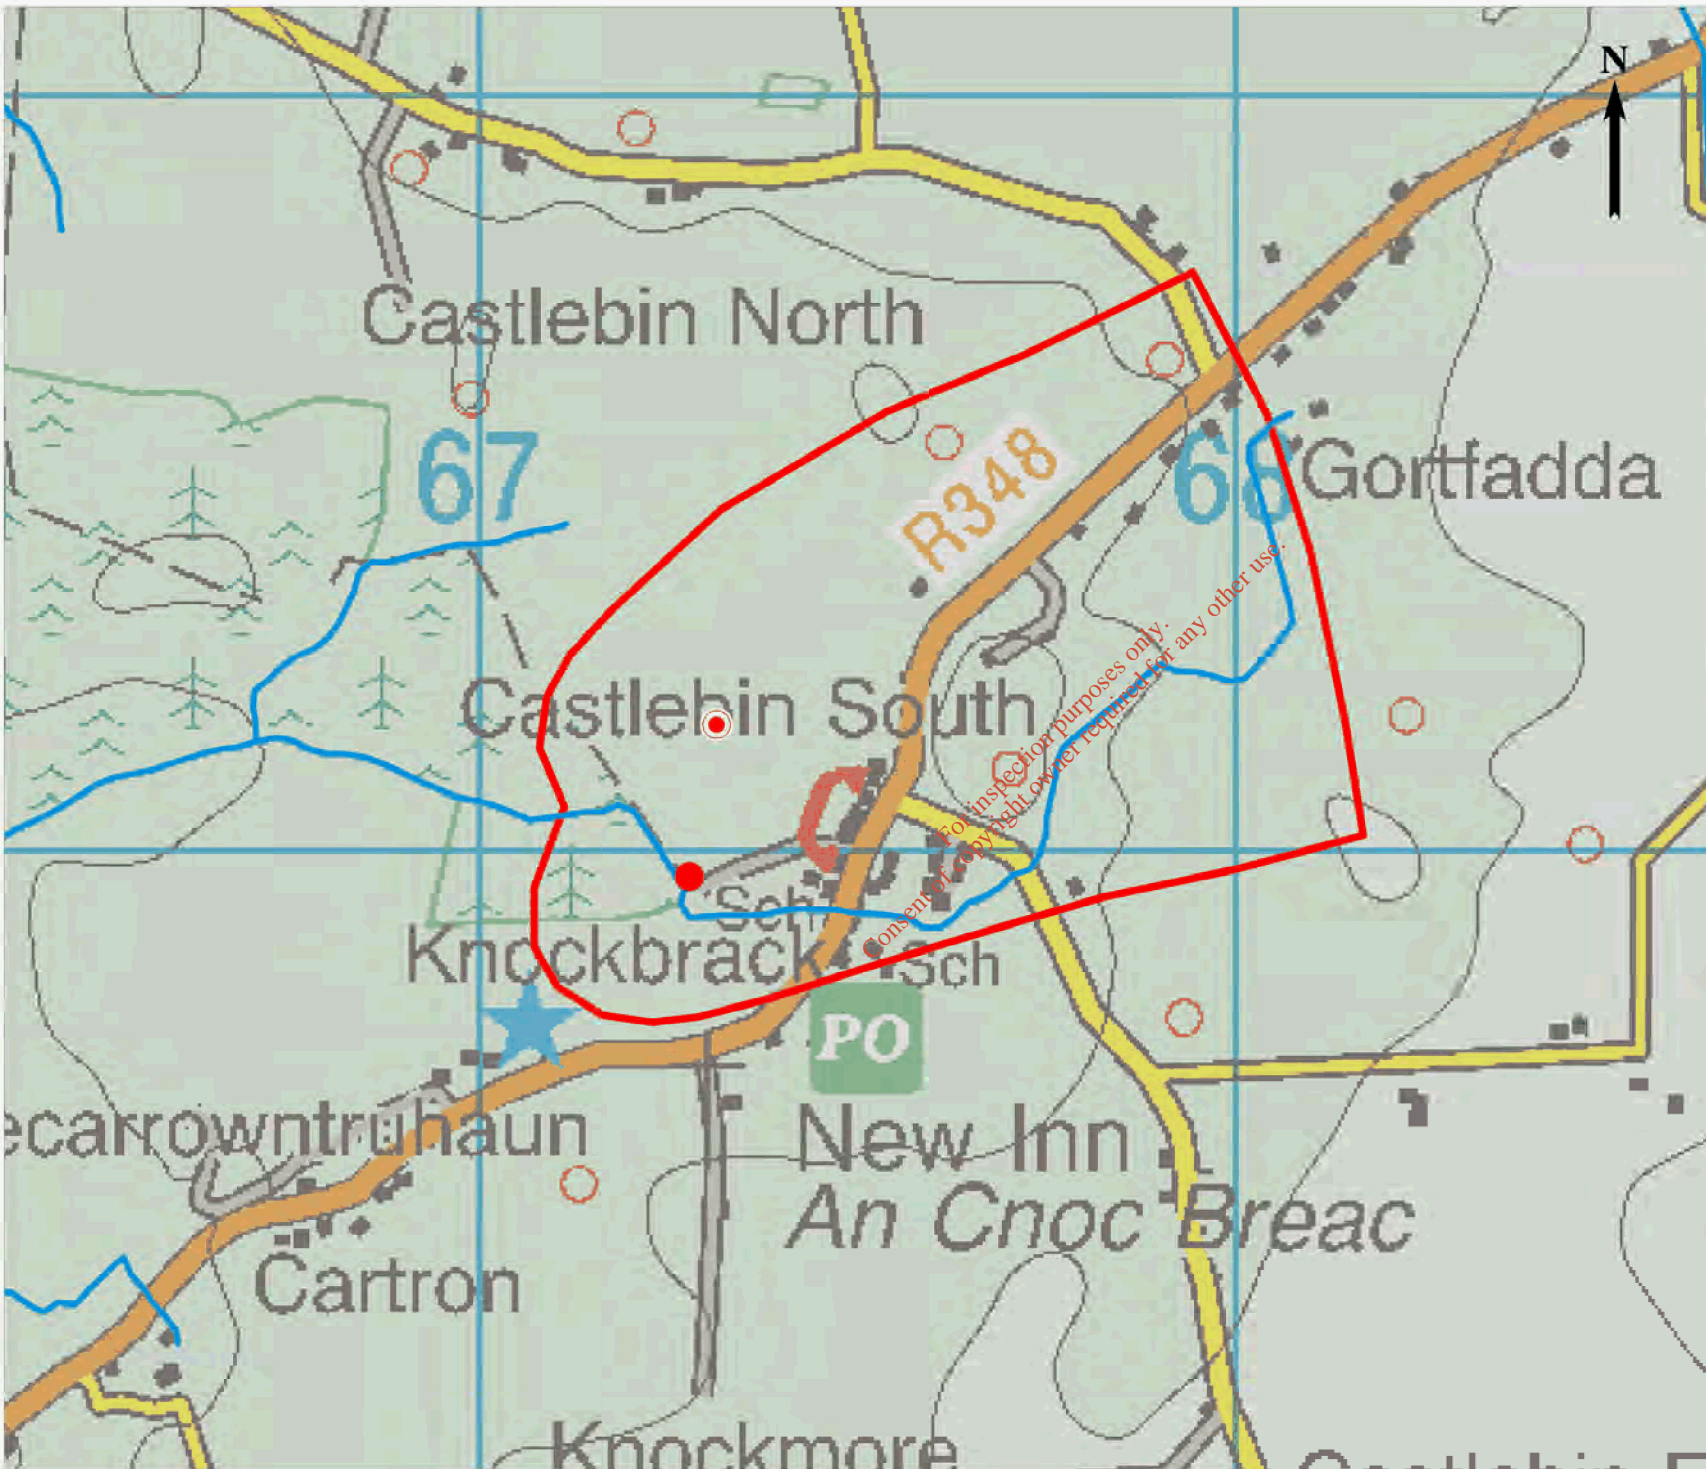 N
Castlebin North
67
R348
68
Gortfadda
Castlebin South
For inspection purposes only.
Consent of copyright owner required for any other use.
Sch
Knockbrack
Sch
PO
ecarrowntruhaun
New Inn
An Cnoc Breac
Cartron
Knockmore